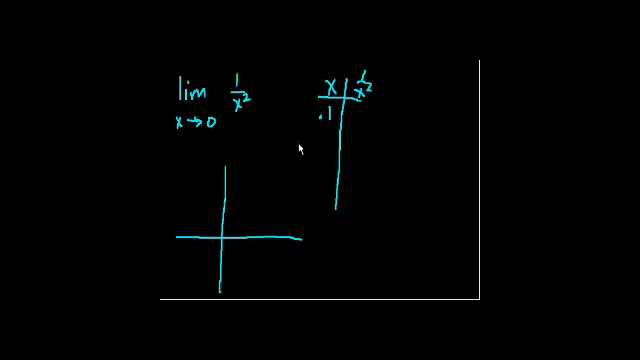 lim 1/x²
x→0
x 1/x²
.1